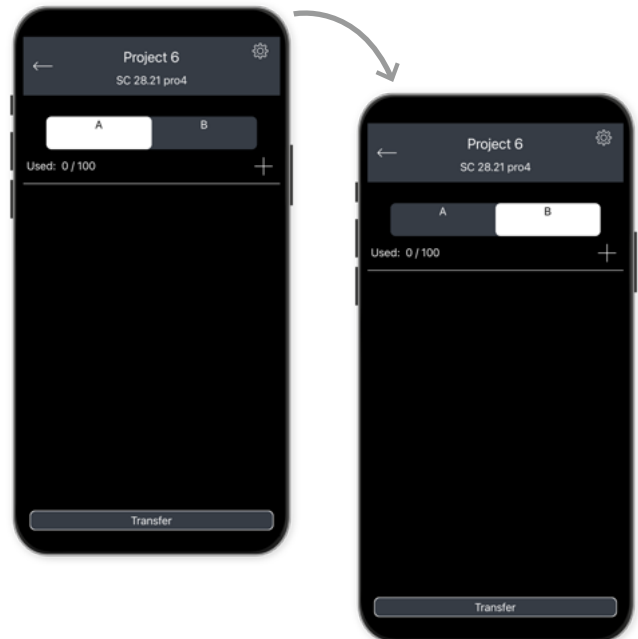 Project 6
SC 28.21 pro4
A B
Used: 0 / 100
Transfer
Project 6
SC 28.21 pro4
A B
Used: 0 / 100
Transfer